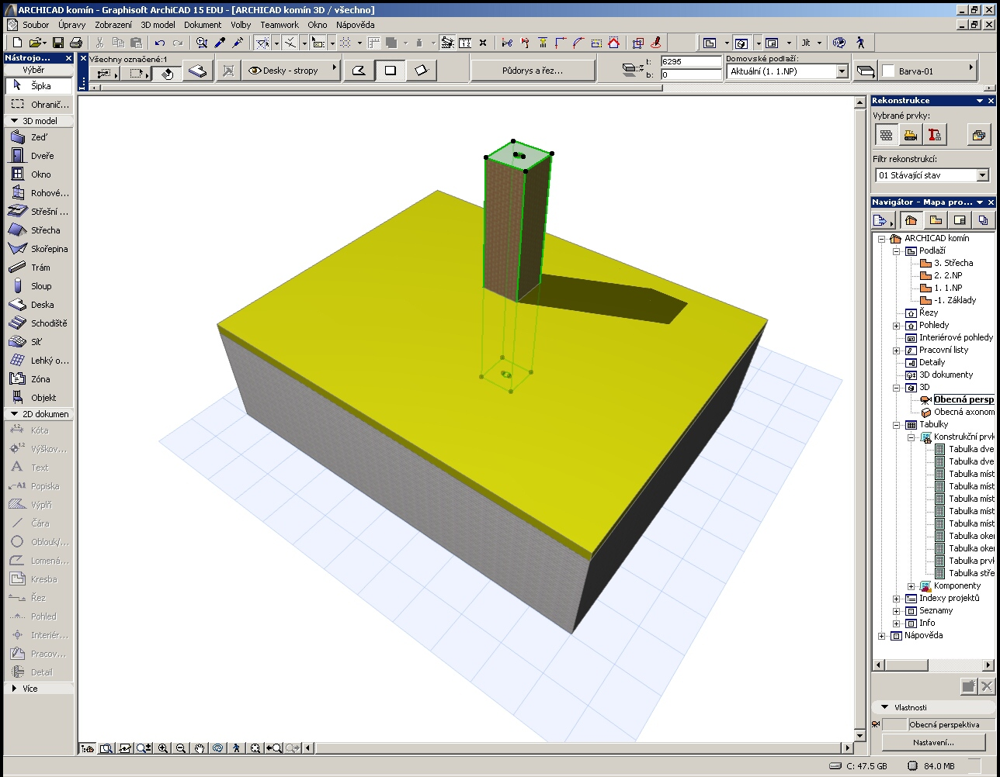 ARCHICAD komín - Graphisoft ArchiCAD 15 EDU - [ARCHICAD komín 3D / všechno]
Soubor Úpravy Zobrazení 3D model Dokument Volby Teamwork Okno Nápověda
1.2
Nástrojo...
Výběr
Šipka
Ohranič...
3D model
Zeď
Dveře
Okno
Rohové...
Střešní ...
Střecha
Skořepina
Trám
Sloup
Deska
Schodiště
Síť
Lehký o...
Zóna
Objekt
2D dokumen
Kóta
Výškov...
Text
Popiska
Výplň
Čára
Oblouk/...
Lomená...
Kresba
Řez
Pohled
Interiér...
Pracov...
Detail
Více
Všechny označené:1
Desky - stropy
Půdorys a řez...
t: 6295
b: 0
Domovské podlaží:
Aktuální (1. 1.NP)
Barva-01
Rekonstrukce
Vybrané prvky:
Filtr rekonstrukcí:
01 Stávající stav
Navigátor - Mapa pro...
ARCHICAD komín
Podlaží
3. Střecha
2. 2.NP
1. 1.NP
-1. Základy
Řezy
Pohledy
Interiérové pohledy
Pracovní listy
Detaily
3D dokumenty
3D
Obecná persp
Obecná axonom
Tabulky
Konstrukční prvk
Tabulka dve
Tabulka dve
Tabulka míst
Tabulka míst
Tabulka míst
Tabulka míst
Tabulka míst
Tabulka oker
Tabulka oker
Tabulka prvk
Tabulka stře
Komponenty
Indexy projektů
Seznamy
Info
Nápověda
Vlastnosti
Obecná perspektiva
Nastavení...
C: 47.5 GB 84.0 MB